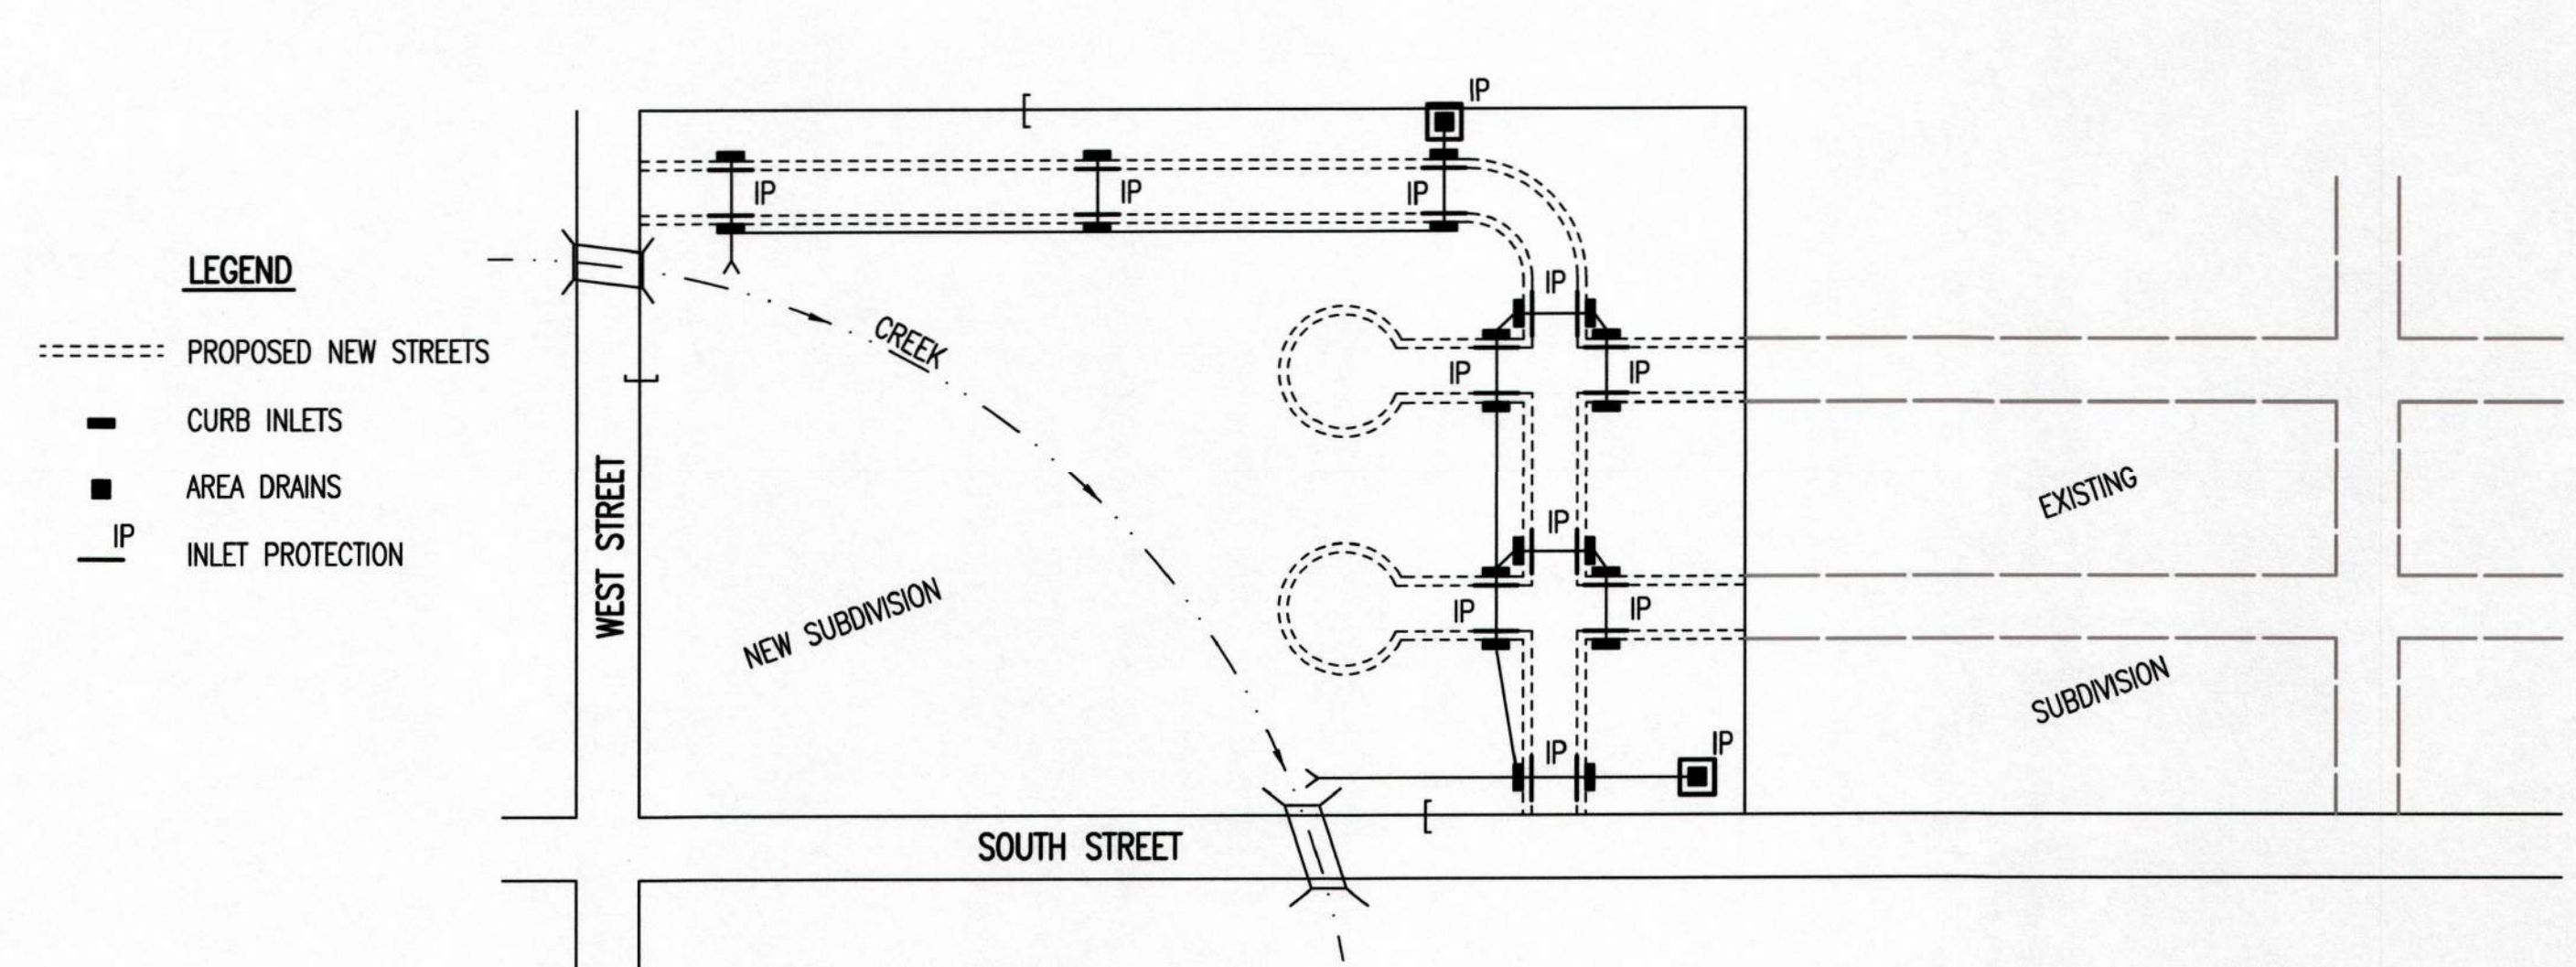 IP
IP
IP
IP
LEGEND
PROPOSED NEW STREETS
CURB INLETS
AREA DRAINS
IP
INLET PROTECTION
WEST STREET
CREEK
NEW SUBDIVISION
IP
IP
IP
IP
IP
IP
IP
IP
SOUTH STREET
EXISTING
SUBDIVISION